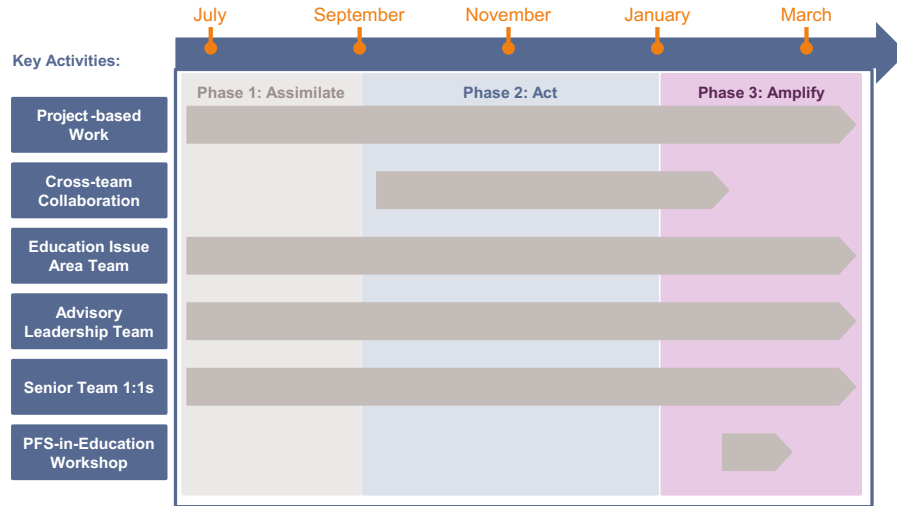 July
September
November
January
March
Key Activities:
Phase 1: Assimilate
Phase 2: Act
Phase 3: Amplify
Project-based
Work
Cross-team
Collaboration
Education Issue
Area Team
Advisory
Leadership Team
Senior Team 1:1s
PFS-in-Education
Workshop